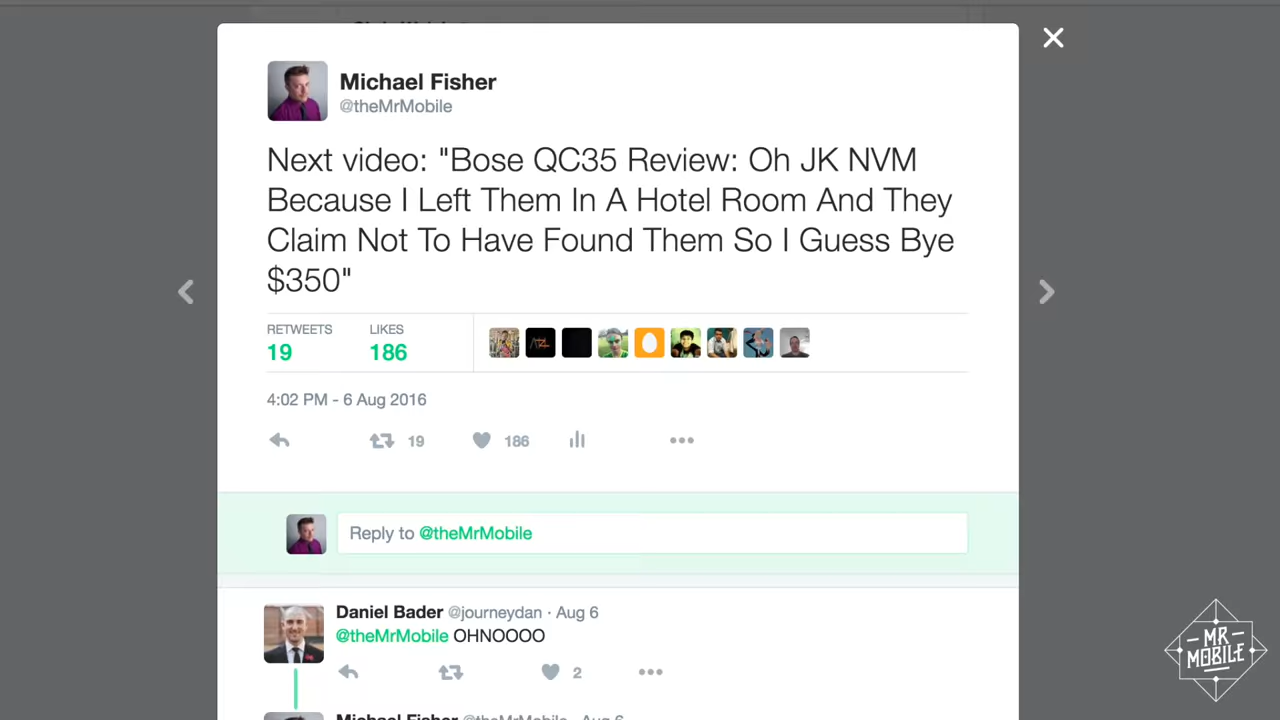 Michael Fisher
@theMrMobile
Next video: "Bose QC35 Review: Oh JK NVM
Because I Left Them In A Hotel Room And They
Claim Not To Have Found Them So I Guess Bye
$350"
RETWEETS LIKES
19 186
4:02 PM - 6 Aug 2016
19 186
Reply to @theMrMobile
Daniel Bader @journeydan · Aug 6
@theMrMobile OHNOOOO
2
Michael Fisher @theMrMobile · Aug 6
MR
MOBILE